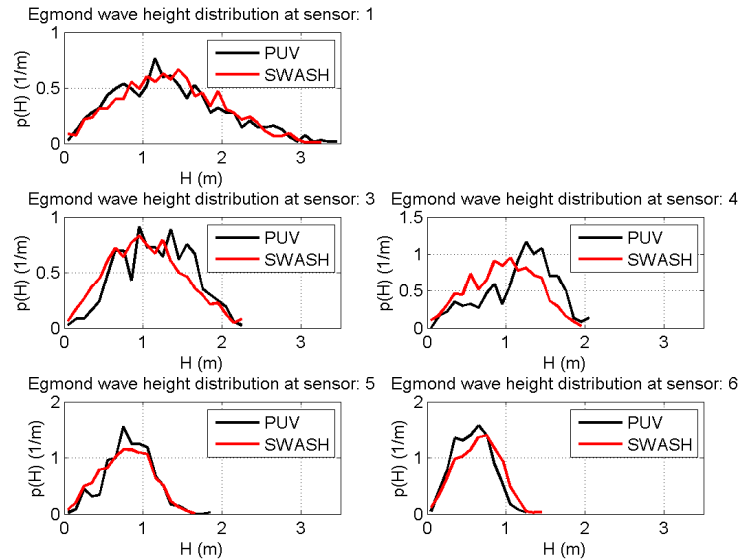 Egmond wave height distribution at sensor: 1
1
0.5
0
p(H) (1/m)
PUV
SWASH
0 1 2 3
H (m)
Egmond wave height distribution at sensor: 3
1
0.5
0
p(H) (1/m)
PUV
SWASH
0 1 2 3
H (m)
Egmond wave height distribution at sensor: 4
1.5
1
0.5
0
p(H) (1/m)
PUV
SWASH
0 1 2 3
H (m)
Egmond wave height distribution at sensor: 5
2
1
0
p(H) (1/m)
PUV
SWASH
0 1 2 3
H (m)
Egmond wave height distribution at sensor: 6
2
1
0
p(H) (1/m)
PUV
SWASH
0 1 2 3
H (m)